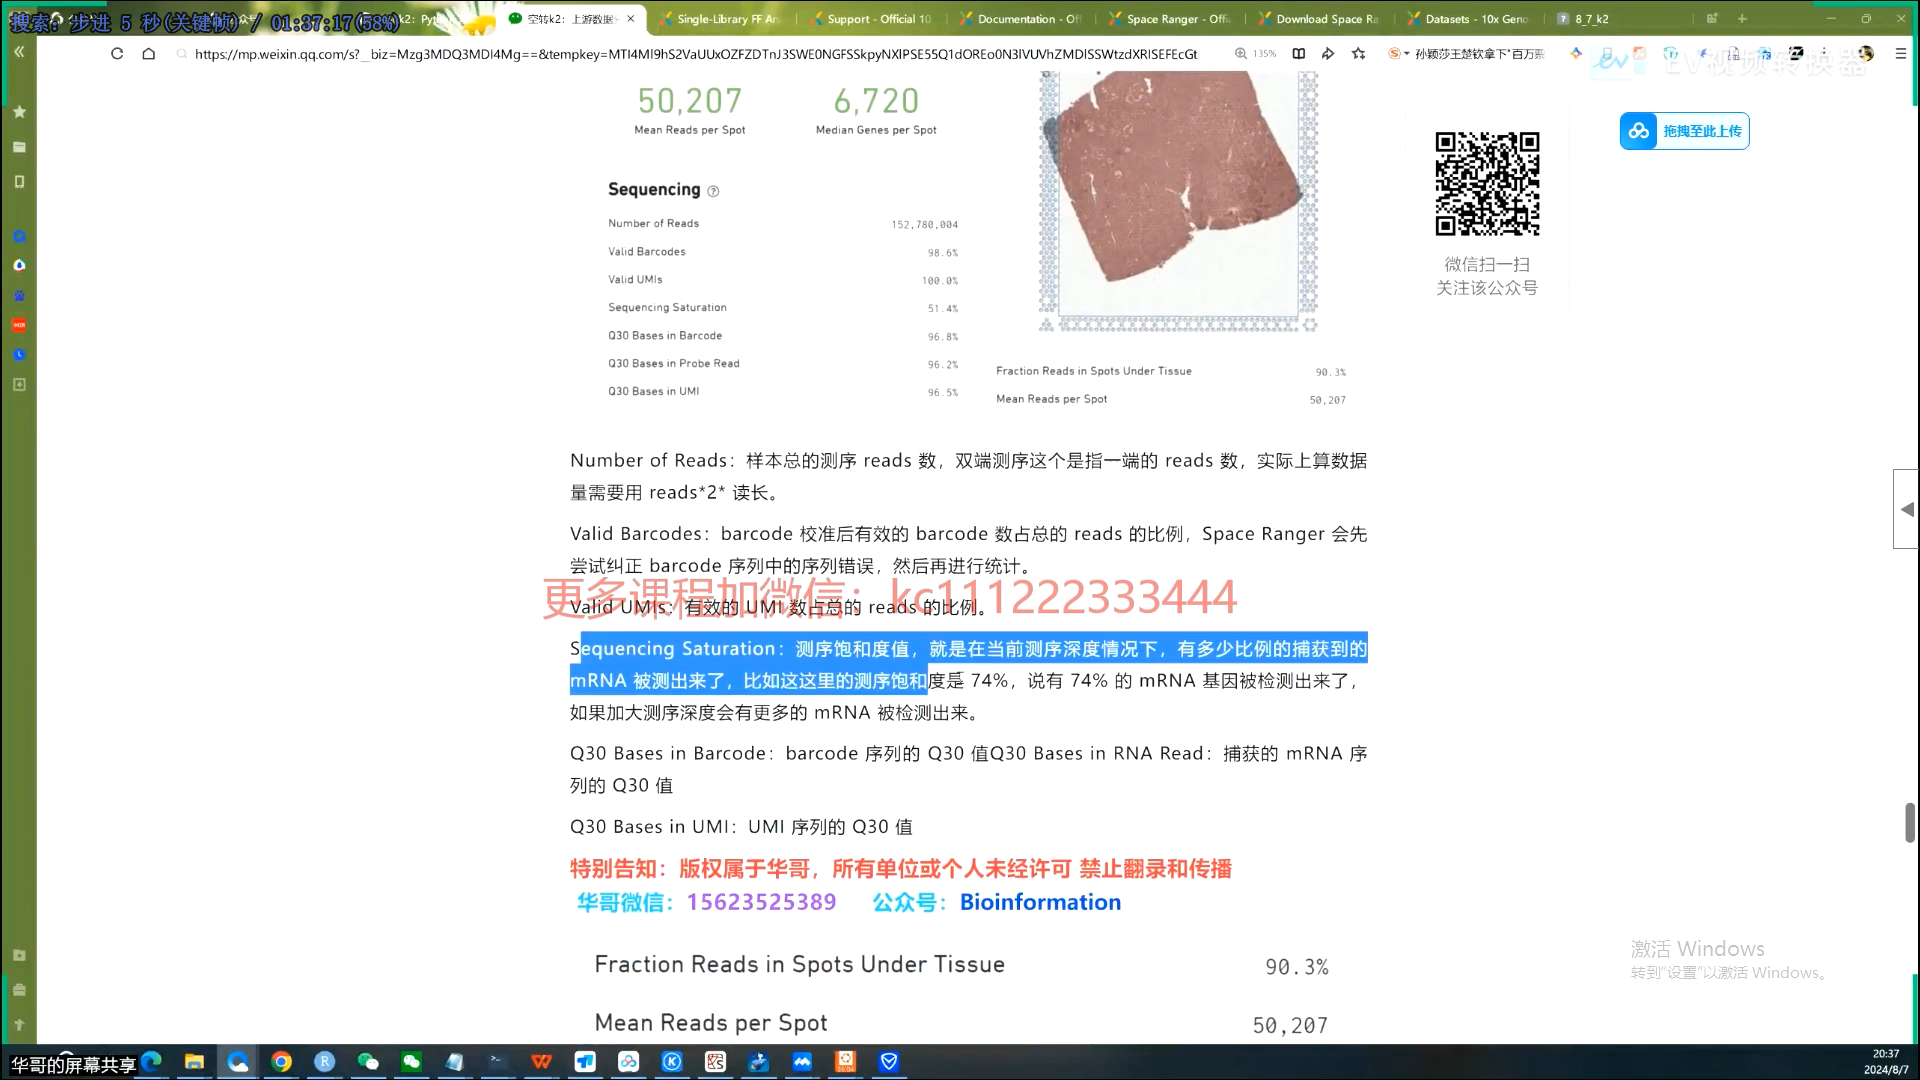 搜索: 步进 5 秒(关键帧) / 01:37:17(58%)
空转k2：上游数据
Single-Library FF An
Support - Official 10
Documentation - Off
Space Ranger - Offi
Download Space Ra
Datasets - 10x Geno
8_7_k2
135%
孙颖莎王楚钦拿下"百万票
EV视频转换器
拖拽至此上传
50,207
6,720
Mean Reads per Spot
Median Genes per Spot
Sequencing
Number of Reads 152,780,004
Valid Barcodes 98.6%
Valid UMIs 100.0%
Sequencing Saturation 51.4%
Q30 Bases in Barcode 96.8%
Q30 Bases in Probe Read 96.2%
Q30 Bases in UMI 96.5%
Fraction Reads in Spots Under Tissue 90.3%
Mean Reads per Spot 50,207
微信扫一扫
关注该公众号
Number of Reads：样本总的测序 reads 数，双端测序这个是指一端的 reads 数，实际上算数据
量需要用 reads*2* 读长。
Valid Barcodes：barcode 校准后有效的 barcode 数占总的 reads 的比例，Space Ranger 会先
尝试纠正 barcode 序列中的序列错误，然后再进行统计。
更多课程加微信：kc111222333444
Valid UMIs：有效的 UMI 数占总的 reads 的比例。
Sequencing Saturation：测序饱和度值，就是在当前测序深度情况下，有多少比例的捕获到的
mRNA 被测出来了，比如这这里的测序饱和度是 74%，说有 74% 的 mRNA 基因被检测出来了，
如果加大测序深度会有更多的 mRNA 被检测出来。
Q30 Bases in Barcode：barcode 序列的 Q30 值Q30 Bases in RNA Read：捕获的 mRNA 序
列的 Q30 值
Q30 Bases in UMI：UMI 序列的 Q30 值
特别告知：版权属于华哥，所有单位或个人未经许可 禁止翻录和传播
华哥微信：15623525389 公众号：Bioinformation
Fraction Reads in Spots Under Tissue 90.3%
Mean Reads per Spot 50,207
激活 Windows
转到"设置"以激活 Windows。
华哥的屏幕共享
20:37
2024/8/7